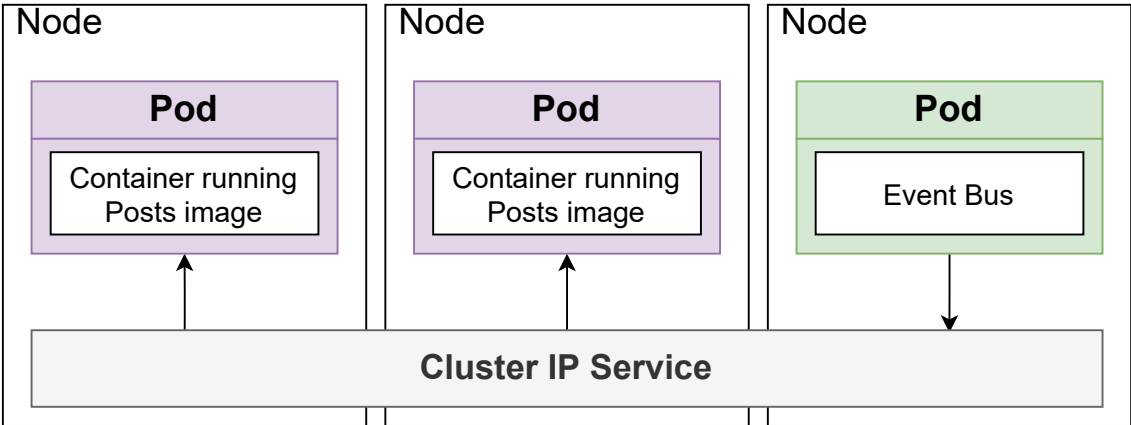 Node
Node
Node
Pod
Pod
Pod
Container running
Posts image
Container running
Posts image
Event Bus
Cluster IP Service